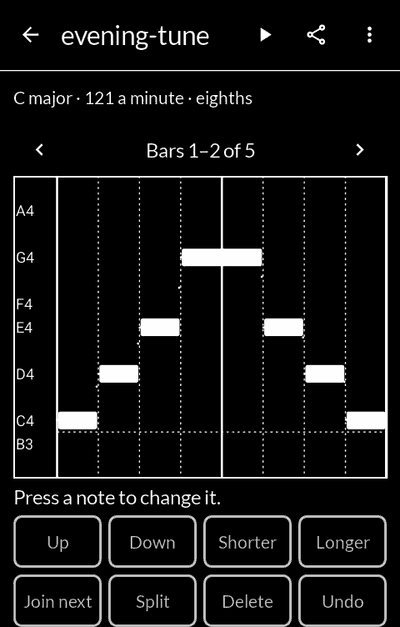 evening-tune
C major · 121 a minute · eighths
Bars 1–2 of 5
A4
G4
F4
E4
D4
C4
B3
Press a note to change it.
Up Down Shorter Longer
Join next Split Delete Undo